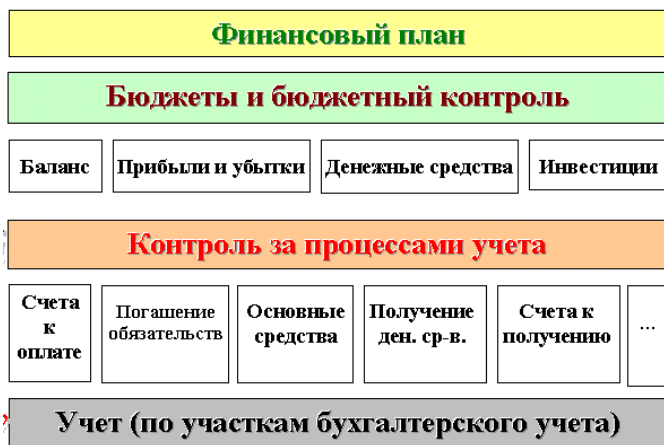 Финансовый план
Бюджеты и бюджетный контроль
Баланс
Прибыли и убытки
Денежные средства
Инвестиции
Контроль за процессами учета
Счета
к
оплате
Погашение
обязательств
Основные
средства
Получение
ден. ср-в.
Счета к
получению
...
Учет (по участкам бухгалтерского учета)